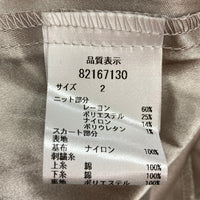 品質表示
82167130
サイズ 2
ニット部分
レーヨン 60%
ポリエステル 25%
ナイロン 14%
ポリウレタン 1%
スカート部分
表地
基布 ナイロン 100%
刺繍糸
上糸 綿 100%
下糸 綿 100%
裏地 ポリエステル 100%